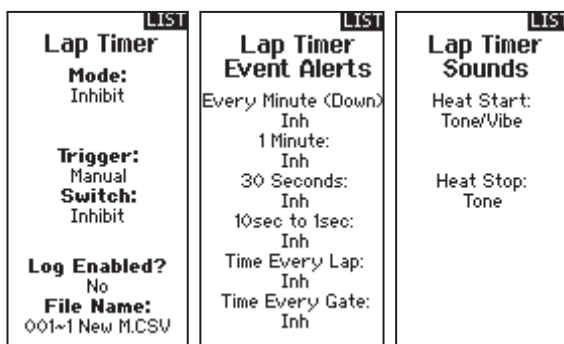 LIST
Lap Timer
Mode:
Inhibit
Trigger:
Manual
Switch:
Inhibit
Log Enabled?
No
File Name:
001~1 New M.CSV
LIST
Lap Timer
Event Alerts
Every Minute (Down)
Inh
1 Minute:
Inh
30 Seconds:
Inh
10sec to 1sec:
Inh
Time Every Lap:
Inh
Time Every Gate:
Inh
LIST
Lap Timer
Sounds
Heat Start:
Tone/Vibe
Heat Stop:
Tone